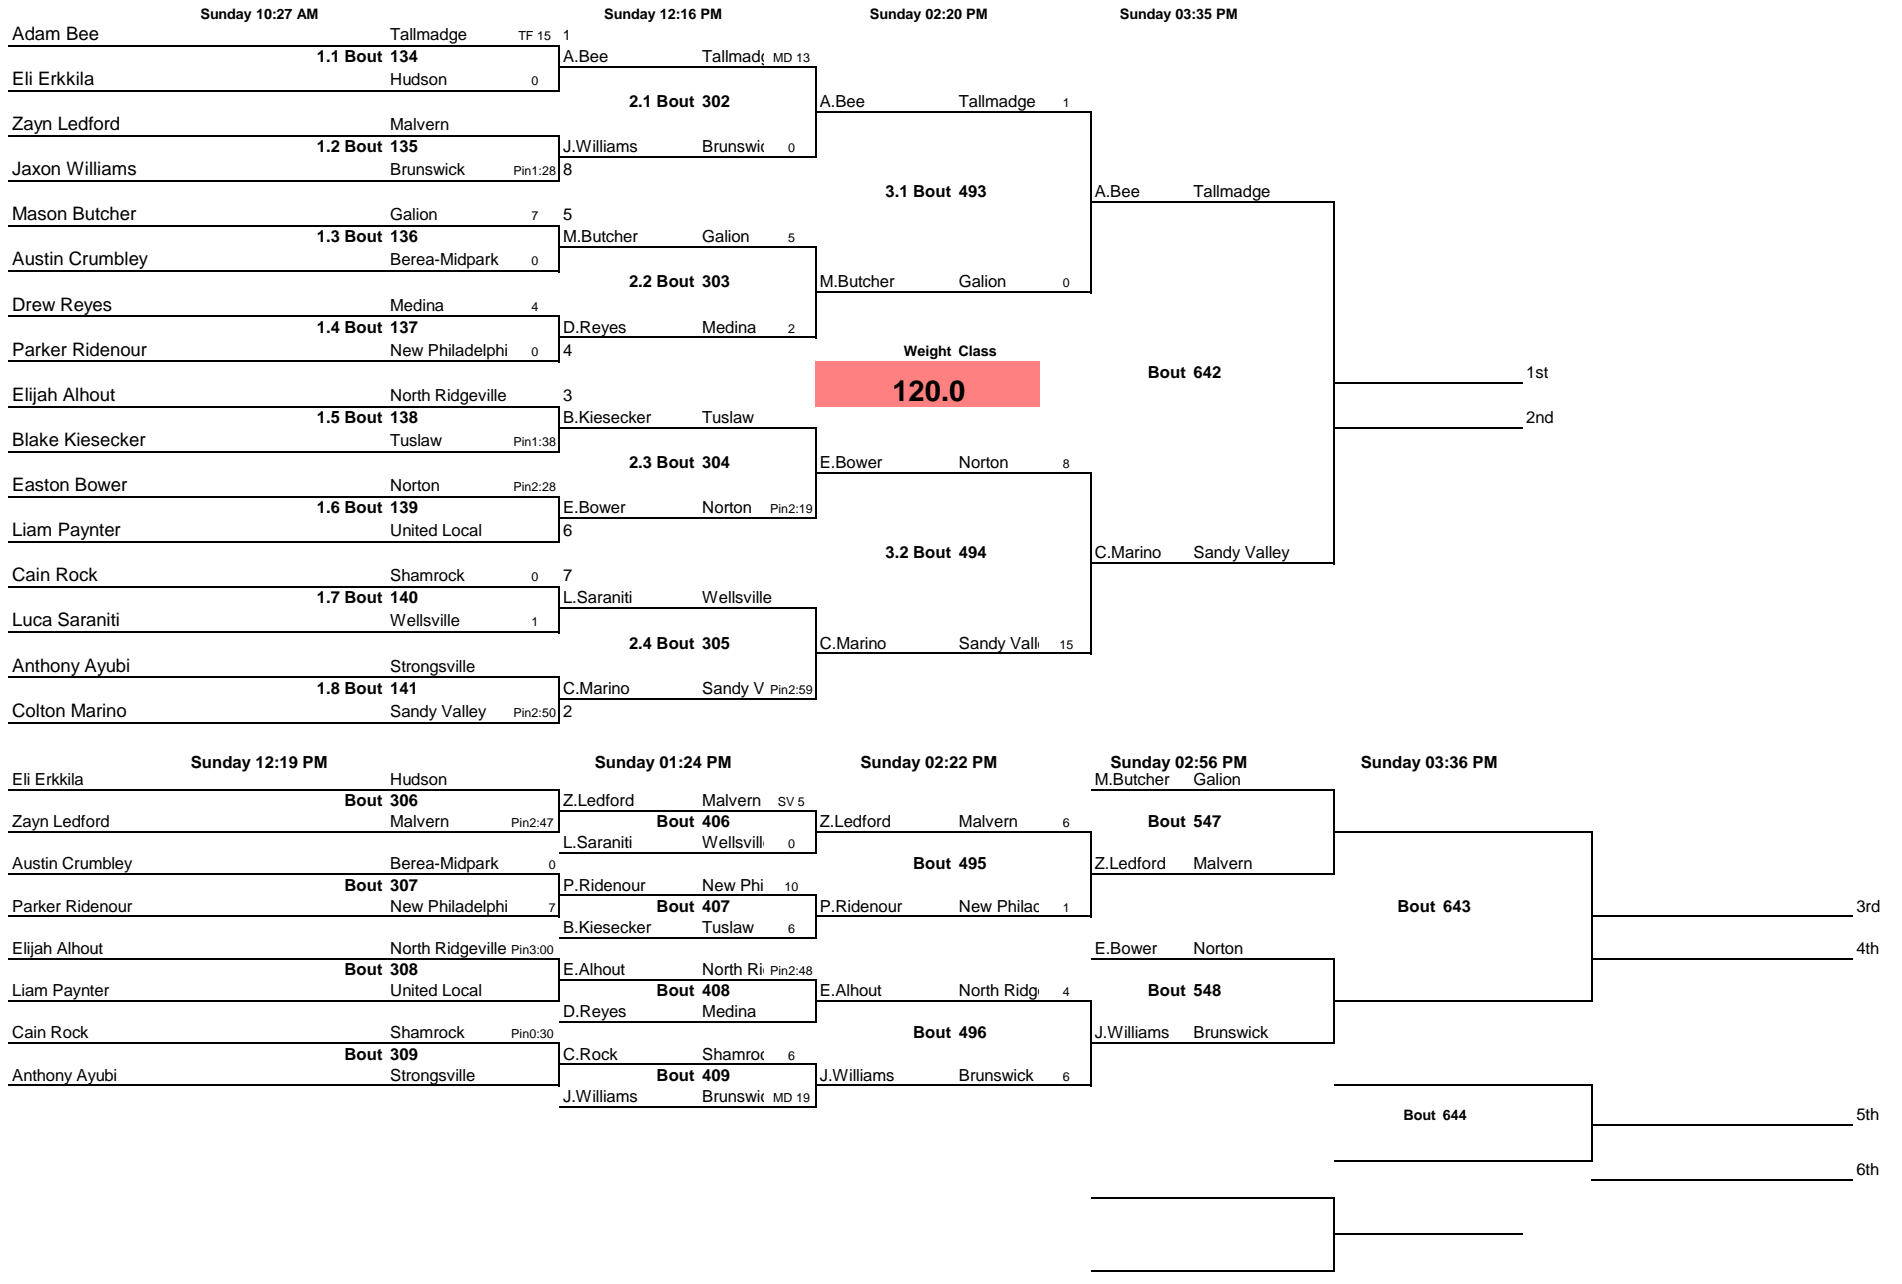 Sunday 10:27 AM Sunday 12:16 PM Sunday 02:20 PM Sunday 03:35 PM
Adam Bee Tallmadge TF 15 1
1.1 Bout 134 A.Bee Tallmadg MD 13
Eli Erkkila Hudson 0
2.1 Bout 302 A.Bee Tallmadge 1
Zayn Ledford Malvern
1.2 Bout 135 J.Williams Brunswic 0
Jaxon Williams Brunswick Pin1:28 8
3.1 Bout 493 A.Bee Tallmadge
Mason Butcher Galion 7 5
1.3 Bout 136 M.Butcher Galion 5
Austin Crumbley Berea-Midpark 0
2.2 Bout 303 M.Butcher Galion 0
Drew Reyes Medina 4
1.4 Bout 137 D.Reyes Medina 2
Parker Ridenour New Philadelphi 0 4 Weight Class
Bout 642 1st
Elijah Alhout North Ridgeville 3 120.0
1.5 Bout 138 B.Kiesecker Tuslaw 2nd
Blake Kiesecker Tuslaw Pin1:38
2.3 Bout 304 E.Bower Norton 8
Easton Bower Norton Pin2:28
1.6 Bout 139 E.Bower Norton Pin2:19
Liam Paynter United Local 6
3.2 Bout 494 C.Marino Sandy Valley
Cain Rock Shamrock 0 7
1.7 Bout 140 L.Saraniti Wellsville
Luca Saraniti Wellsville 1
2.4 Bout 305 C.Marino Sandy Vall 15
Anthony Ayubi Strongsville
1.8 Bout 141 C.Marino Sandy V Pin2:59
Colton Marino Sandy Valley Pin2:50 2
Sunday 12:19 PM Sunday 01:24 PM Sunday 02:22 PM Sunday 02:56 PM Sunday 03:36 PM
Eli Erkkila Hudson M.Butcher Galion
Bout 306 Z.Ledford Malvern SV 5
Zayn Ledford Malvern Pin2:47 Bout 406 Z.Ledford Malvern 6 Bout 547
L.Saraniti Wellsvill 0
Austin Crumbley Berea-Midpark 0 Bout 495 Z.Ledford Malvern
Bout 307 P.Ridenour New Phi 10
Parker Ridenour New Philadelphi 7 Bout 407 P.Ridenour New Philac 1 Bout 643 3rd
B.Kiesecker Tuslaw 6
Elijah Alhout North Ridgeville Pin3:00 E.Bower Norton 4th
Bout 308 E.Alhout North Ri Pin2:48
Liam Paynter United Local Bout 408 E.Alhout North Ridg 4 Bout 548
D.Reyes Medina
Cain Rock Shamrock Pin0:30 Bout 496 J.Williams Brunswick
Bout 309 C.Rock Shamroc 6
Anthony Ayubi Strongsville Bout 409 J.Williams Brunswick 6
J.Williams Brunswic MD 19
Bout 644 5th
6th